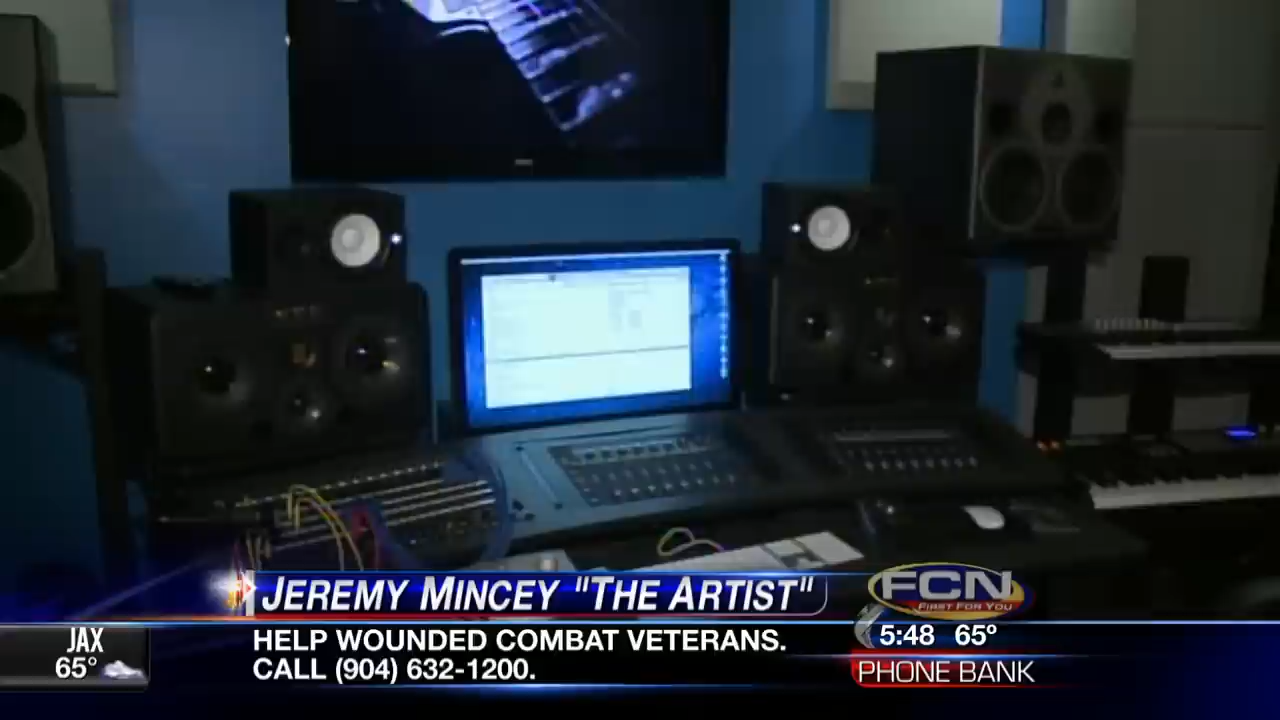 JEREMY MINCEY "THE ARTIST"
FCN
FIRST FOR YOU
JAX
65°
HELP WOUNDED COMBAT VETERANS.
CALL (904) 632-1200.
5:48 65°
PHONE BANK